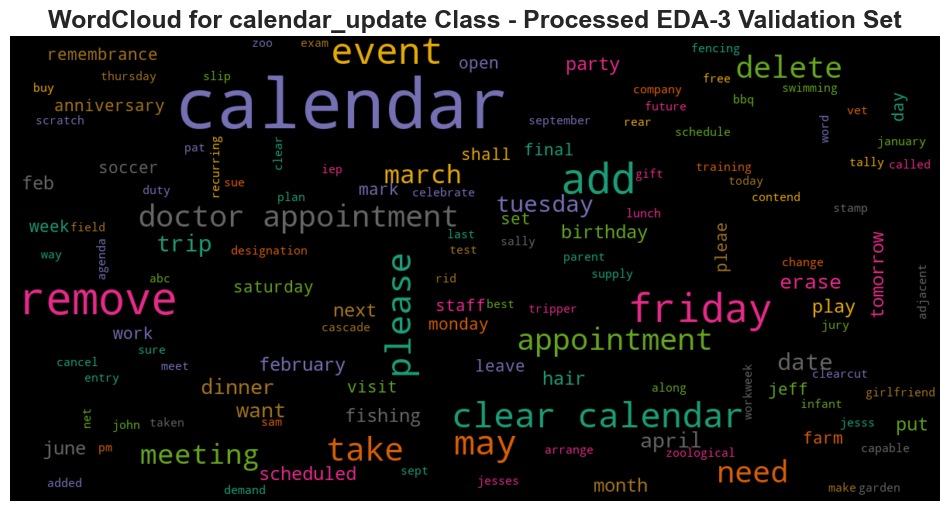 WordCloud for calendar_update Class - Processed EDA-3 Validation Set
zoo exam event open party fencing
remembrance
thursday slip calendar company free delete
buy anniversary future bbq swimming day
scratch september rear schedule word vet
pat recurring clear shall final january
soccer iep march add training tally called
feb duty sue plan mark celebrate gift today contend
doctor appointment tuesday lunch stamp
week field set birthday
way trip designation last sally parent pleae tomorrow
agenda test change
abc saturday please rid supply erase adjacent
remove next staff best tripper friday play
work cascade monday appointment jury
sure february leave date
cancel meet hair clearcut
entry dinner visit along workweek jeff girlfriend
net want fishing clear calendar infant jesss put
john taken sam
june pm meeting take may april farm
arrange zoological capable
scheduled sept need
added demand jesses month make garden